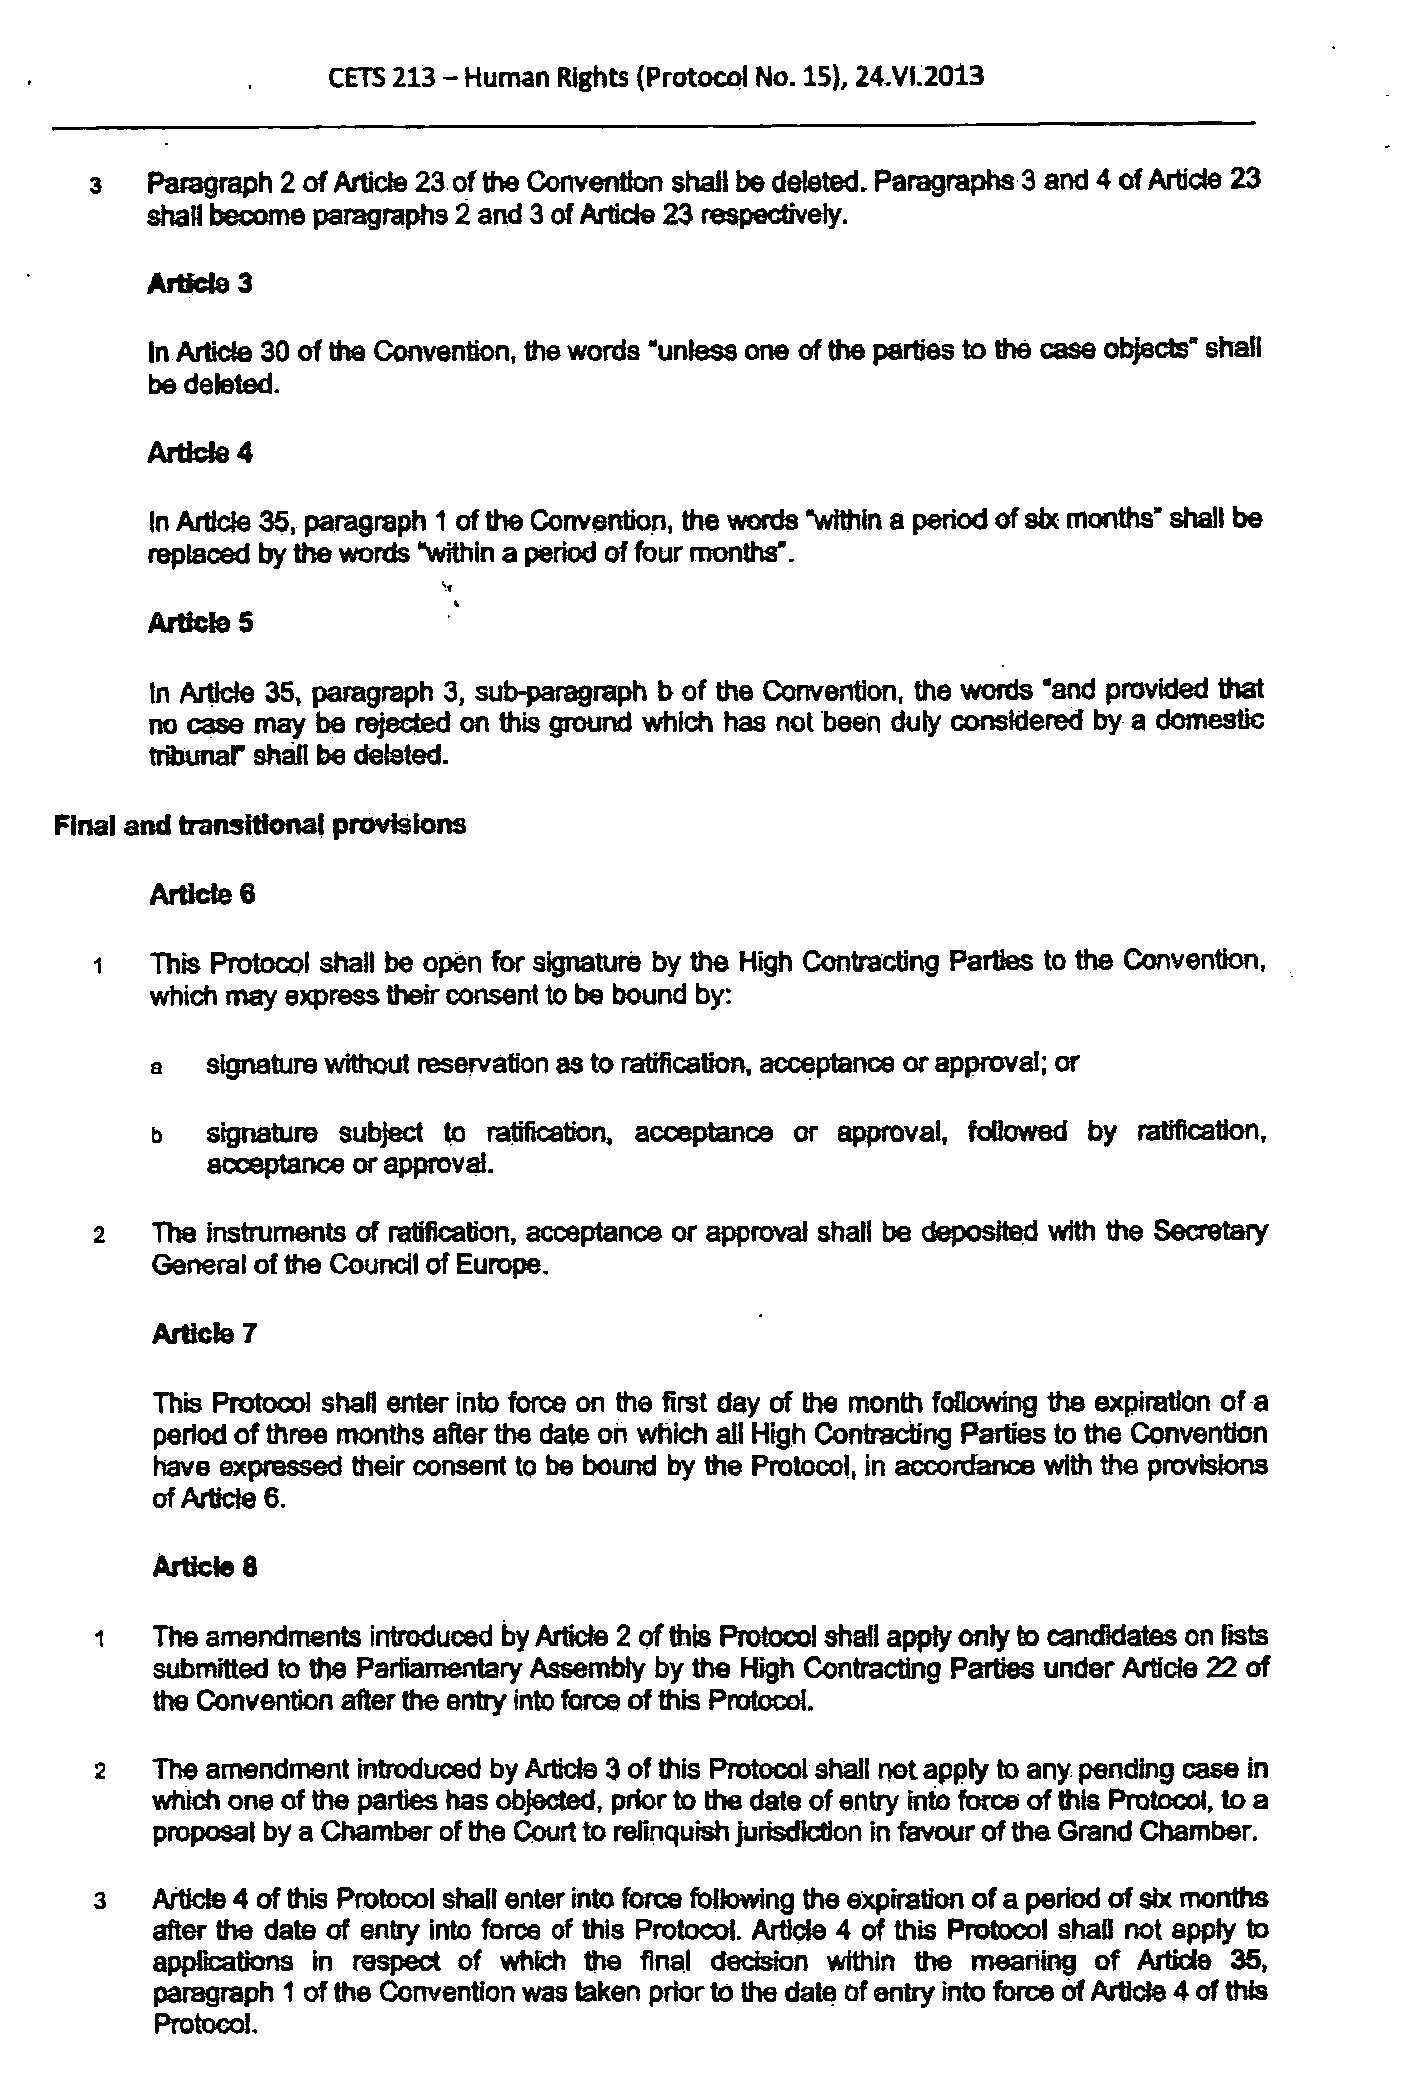 CETS 213 – Human Rights (Protocol No. 15), 24.VI.2013
3 Paragraph 2 of Article 23 of the Convention shall be deleted. Paragraphs 3 and 4 of Article 23
shall become paragraphs 2 and 3 of Article 23 respectively.
Article 3
In Article 30 of the Convention, the words "unless one of the parties to the case objects" shall
be deleted.
Article 4
In Article 35, paragraph 1 of the Convention, the words "within a period of six months" shall be
replaced by the words "within a period of four months".
Article 5
In Article 35, paragraph 3, sub-paragraph b of the Convention, the words "and provided that
no case may be rejected on this ground which has not been duly considered by a domestic
tribunal" shall be deleted.
Final and transitional provisions
Article 6
1 This Protocol shall be open for signature by the High Contracting Parties to the Convention,
which may express their consent to be bound by:
a signature without reservation as to ratification, acceptance or approval; or
b signature subject to ratification, acceptance or approval, followed by ratification,
acceptance or approval.
2 The instruments of ratification, acceptance or approval shall be deposited with the Secretary
General of the Council of Europe.
Article 7
This Protocol shall enter into force on the first day of the month following the expiration of a
period of three months after the date on which all High Contracting Parties to the Convention
have expressed their consent to be bound by the Protocol, in accordance with the provisions
of Article 6.
Article 8
1 The amendments introduced by Article 2 of this Protocol shall apply only to candidates on lists
submitted to the Parliamentary Assembly by the High Contracting Parties under Article 22 of
the Convention after the entry into force of this Protocol.
2 The amendment introduced by Article 3 of this Protocol shall not apply to any pending case in
which one of the parties has objected, prior to the date of entry into force of this Protocol, to a
proposal by a Chamber of the Court to relinquish jurisdiction in favour of the Grand Chamber.
3 Article 4 of this Protocol shall enter into force following the expiration of a period of six months
after the date of entry into force of this Protocol. Article 4 of this Protocol shall not apply to
applications in respect of which the final decision within the meaning of Article 35,
paragraph 1 of the Convention was taken prior to the date of entry into force of Article 4 of this
Protocol.